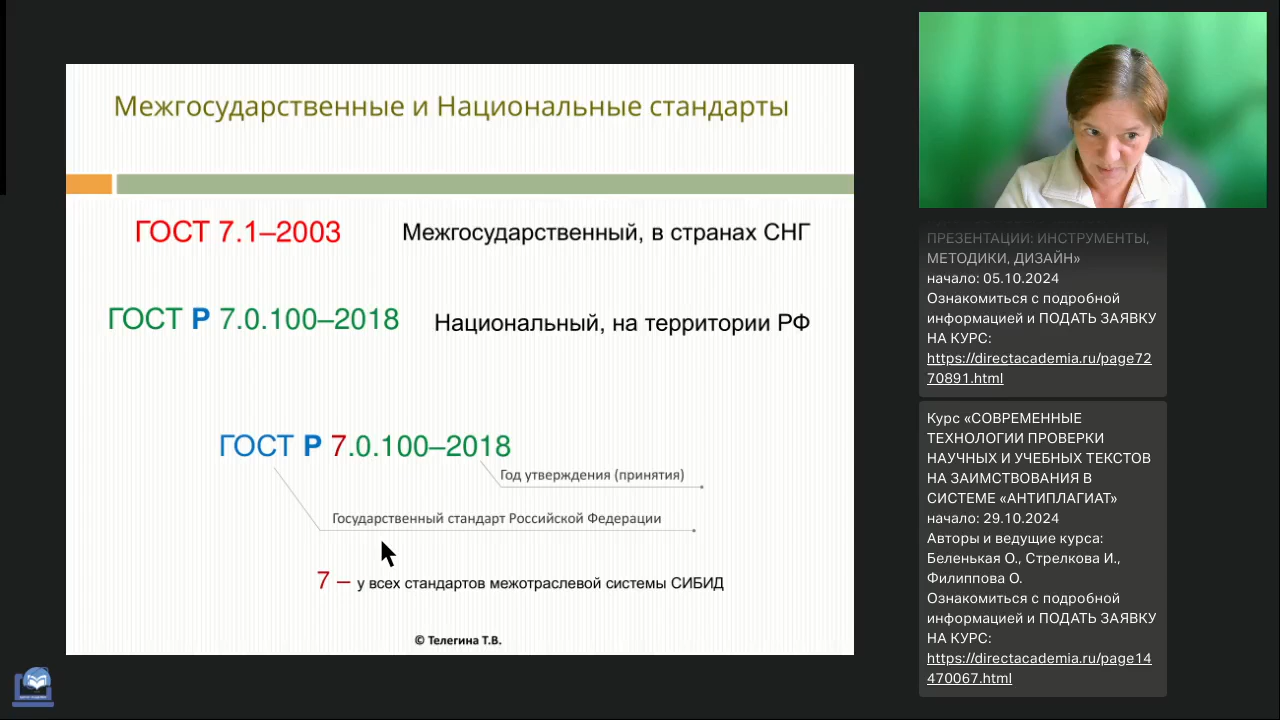 Межгосударственные и Национальные стандарты
ГОСТ 7.1–2003
Межгосударственный, в странах СНГ
ГОСТ Р 7.0.100–2018
Национальный, на территории РФ
ГОСТ Р 7.0.100–2018
Год утверждения (принятия)
Государственный стандарт Российской Федерации
7 – у всех стандартов межотраслевой системы СИБИД
© Телегина Т.В.
ПРЕЗЕНТАЦИИ: ИНСТРУМЕНТЫ,
МЕТОДИКИ, ДИЗАЙН»
начало: 05.10.2024
Ознакомиться с подробной
информацией и ПОДАТЬ ЗАЯВКУ
НА КУРС:
https://directacademia.ru/page72
70891.html
Курс «СОВРЕМЕННЫЕ
ТЕХНОЛОГИИ ПРОВЕРКИ
НАУЧНЫХ И УЧЕБНЫХ ТЕКСТОВ
НА ЗАИМСТВОВАНИЯ В
СИСТЕМЕ «АНТИПЛАГИАТ»
начало: 29.10.2024
Авторы и ведущие курса:
Беленькая О., Стрелкова И.,
Филиппова О.
Ознакомиться с подробной
информацией и ПОДАТЬ ЗАЯВКУ
НА КУРС:
https://directacademia.ru/page14
470067.html